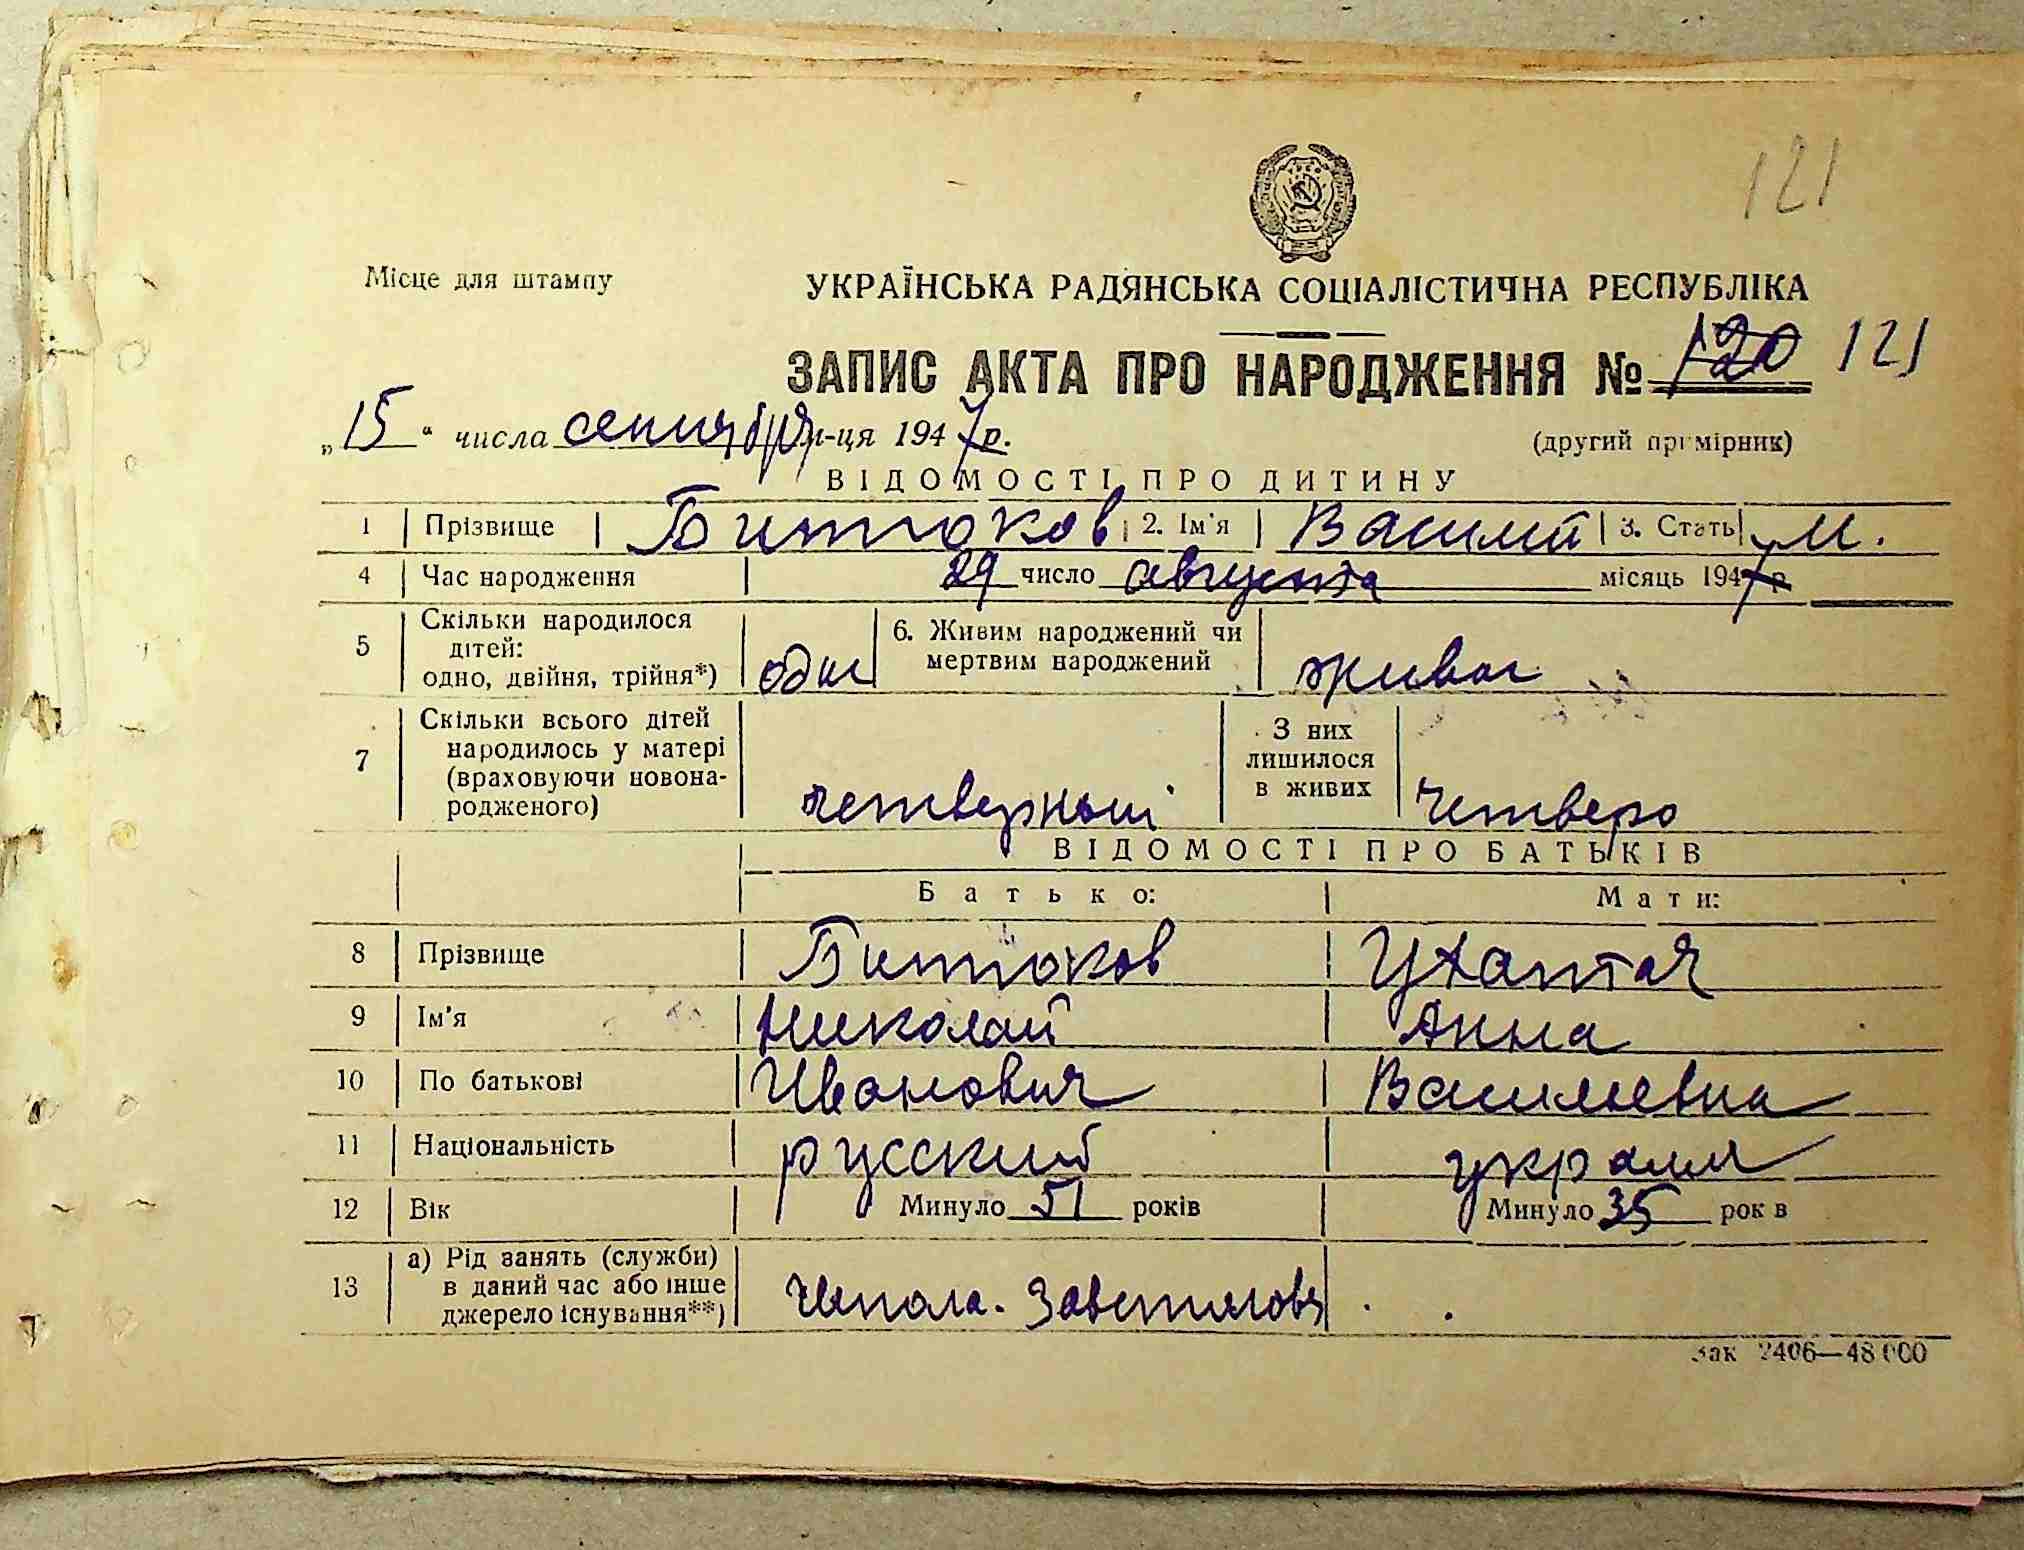 121
Місце для штампу
УКРАЇНСЬКА РАДЯНСЬКА СОЦІАЛІСТИЧНА РЕСПУБЛІКА
ЗАПИС АКТА ПРО НАРОДЖЕННЯ № 120 121
„15“ числа сентября м-ця 1947 р.
(другий примірник)
ВІДОМОСТІ ПРО ДИТИНУ
1 Прізвище Битюков 2. Ім'я Василий 3. Стать М.
4 Час народження 29 число августа місяць 1947 р
5 Скільки народилося дітей: одно, двійня, трійня*) 6. Живим народжений чи мертвим народжений
7 Скільки всього дітей народилось у матері (враховуючи новонародженого) З них лишилося в живих четверо
ВІДОМОСТІ ПРО БАТЬКІВ
Батько: Мати:
8 Прізвище Битюков
9 Ім'я Николай Анна
10 По батькові Иванович Васильевна
11 Національність русский
12 Вік Минуло 51 років Минуло 35 років
13 а) Рід занять (служби) в даний час або інше джерело існування**)
Зак 2406—48 000